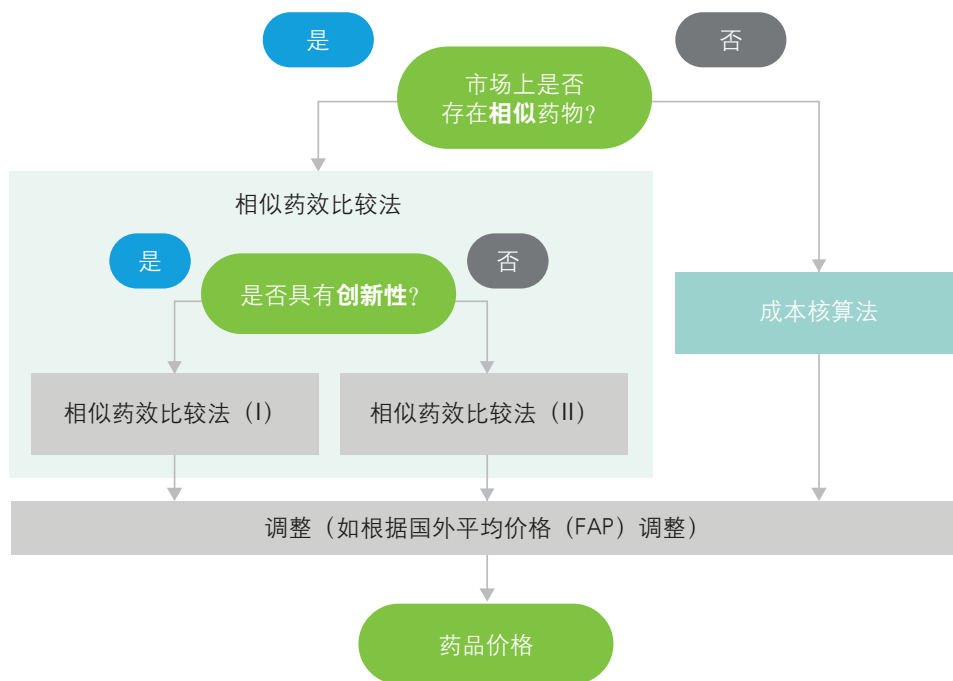 是
否
市场上是否
存在相似药物？
相似药效比较法
是
否
是否具有创新性？
成本核算法
相似药效比较法（I）
相似药效比较法（II）
调整（如根据国外平均价格（FAP）调整）
药品价格